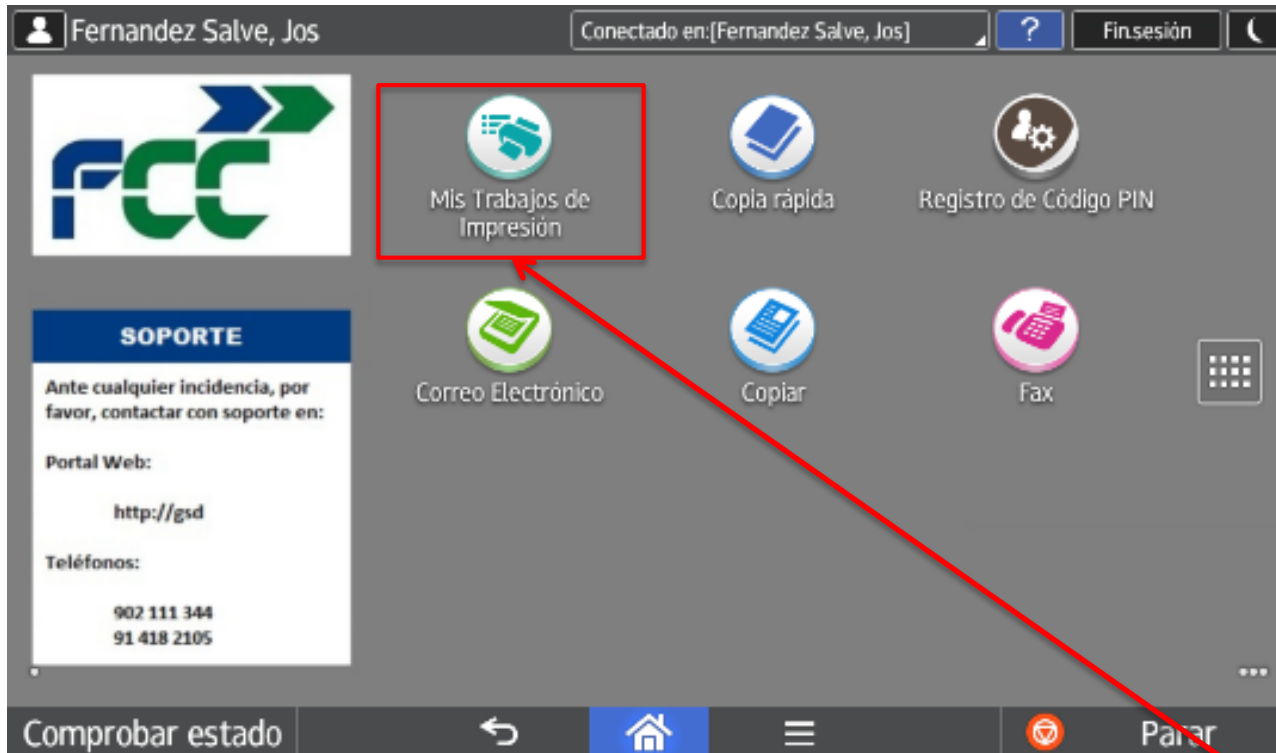 Fernandez Salve, Jos
Conectado en:[Fernandez Salve, Jos]
?
Fin.sesión
FCC
Mis Trabajos de
Impresión
Copia rápida
Registro de Código PIN
SOPORTE
Ante cualquier incidencia, por
favor, contactar con soporte en:
Portal Web:
http://gsd
Teléfonos:
902 111 344
91 418 2105
Correo Electrónico
Copiar
Fax
Comprobar estado
Parar